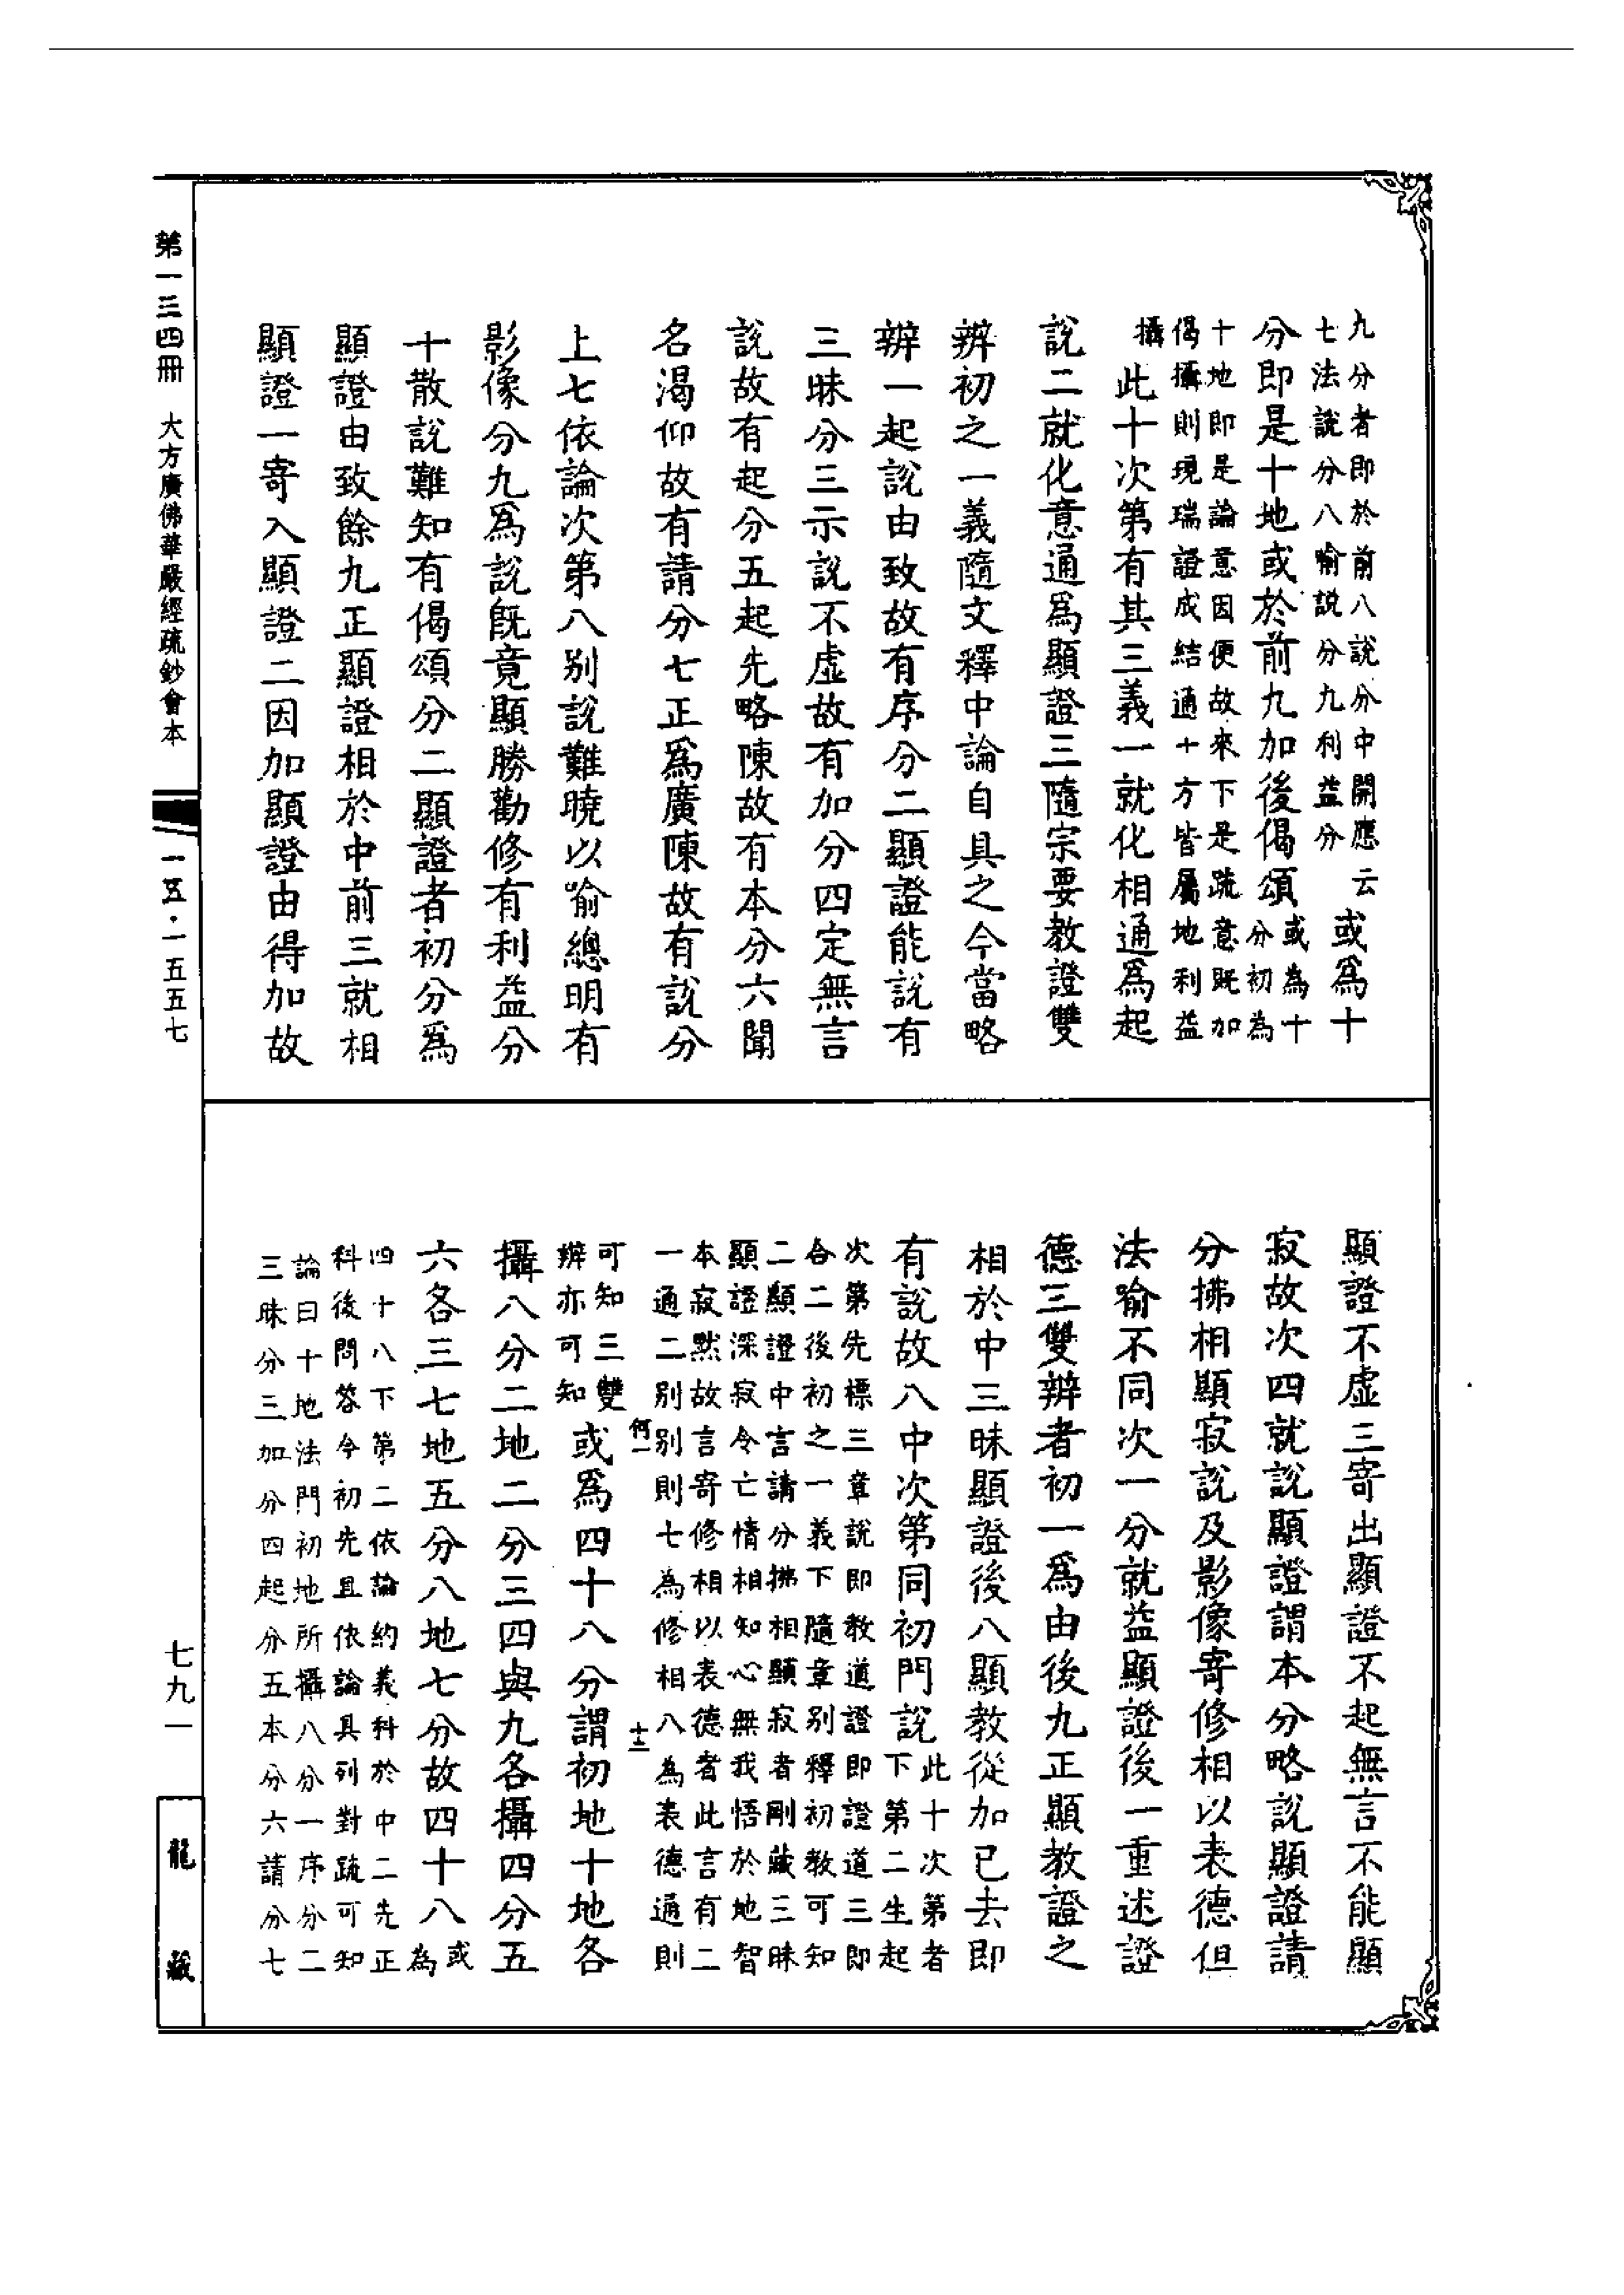 九分者即於前八說分中開應云
七法說分八喻說分九利益分
或爲十
分即是十地或於前九加後偈頌
或為十
分初為
十地即是論意因便故來下是疏意既加
偈攝則現瑞證成結通十方皆屬地利益
攝
此十次第有其三義一就化相通爲起
說二就化意通爲顯證三隨宗要教證雙
辨初之一義隨文釋中論自具之今當略
辨一起說由致故有序分二顯證能說有
三昧分三示說不虛故有加分四定無言
說故有起分五起先略陳故有本分六聞
名渴仰故有請分七正爲廣陳故有說分
上七依論次第八別說難曉以喻總明有
影像分九爲說既竟顯勝勸修有利益分
十散說難知有偈頌分二顯證者初分爲
顯證由致餘九正顯證相於中前三就相
顯證一寄入顯證二因加顯證由得加故
顯證不虛三寄出顯證不起無言不能顯
寂故次四就說顯證謂本分略說顯證請
分拂相顯寂說及影像寄修相以表德但
法喻不同次一分就益顯證後一重述證
德三雙辨者初一爲由後九正顯教證之
相於中三昧顯證後八顯教從加已去即
有說故八中次第同初門說
此十次第者
下第二生起
次第先標三章說即教道證即證道三即
合二後初之一義下隨章別釋初教可知
二顯證中言請分拂相顯寂者剛藏三昧
顯證深寂令亡情相知心無我悟於地智
本寂默故言寄修相以表德者此言有二
一通二別別則七為修相八為表德通則
何一
十三
可知三雙
辨亦可知
或爲四十八分謂初地十地各
攝八分二地二分三四與九各攝四分五
六各三七地五分八地七分故四十八
或
為
四十八下第二依論約義科於中二先正
科後問答今初先且依論具列對疏可知
論曰十地法門初地所攝八分一序分二
三昧分三加分四起分五本分六請分七
第一三四冊　大方廣佛華嚴經疏鈔會本
一五五・一五五七
七九一
龍藏